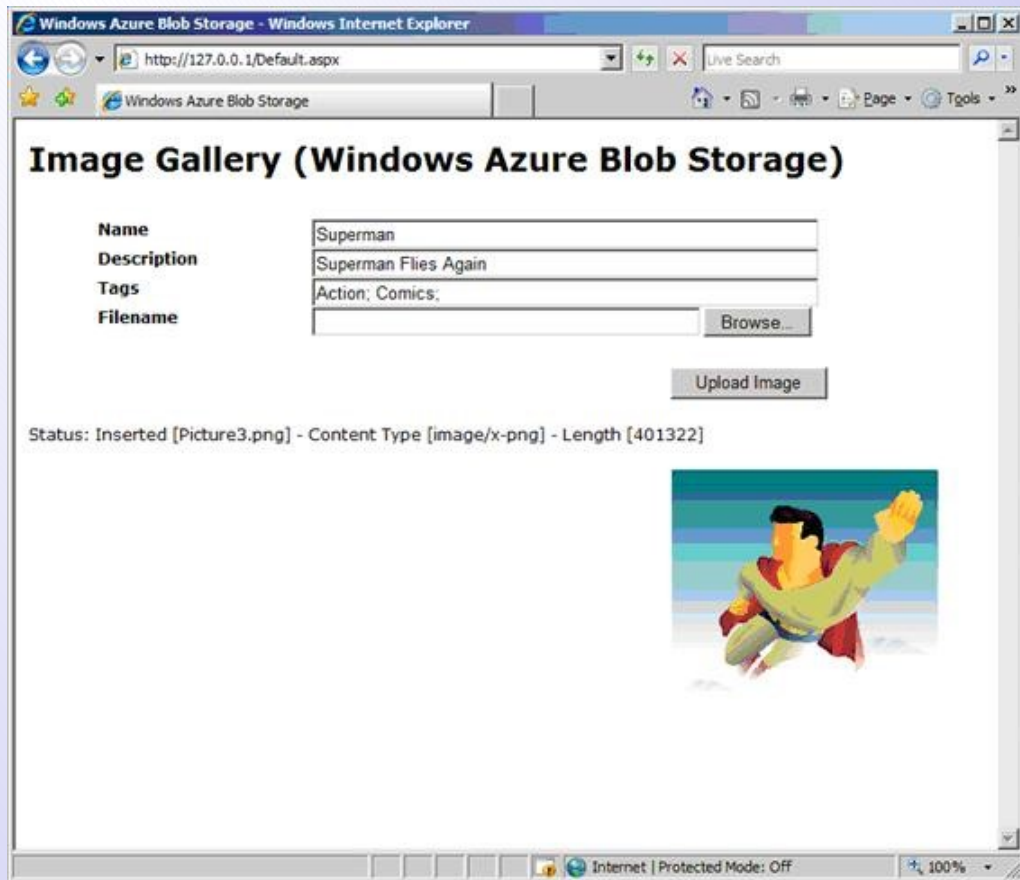 Windows Azure Blob Storage - Windows Internet Explorer
http://127.0.0.1/Default.aspx
Live Search
Windows Azure Blob Storage
Page
Tools
Image Gallery (Windows Azure Blob Storage)
Name
Superman
Description
Superman Flies Again
Tags
Action; Comics;
Filename
Browse...
Upload Image
Status: Inserted [Picture3.png] - Content Type [image/x-png] - Length [401322]
Internet | Protected Mode: Off
100%